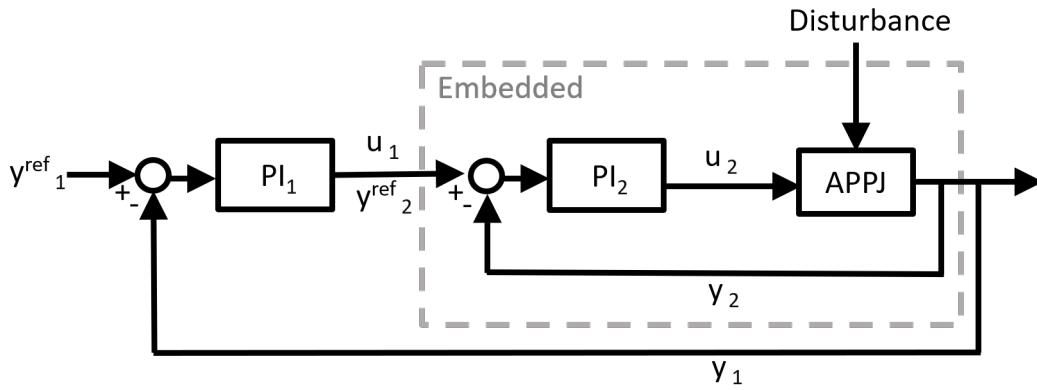 Disturbance
Embedded
y^ref_1
+
-
PI_1
u_1
y^ref_2
+
-
PI_2
u_2
APPJ
y_2
y_1